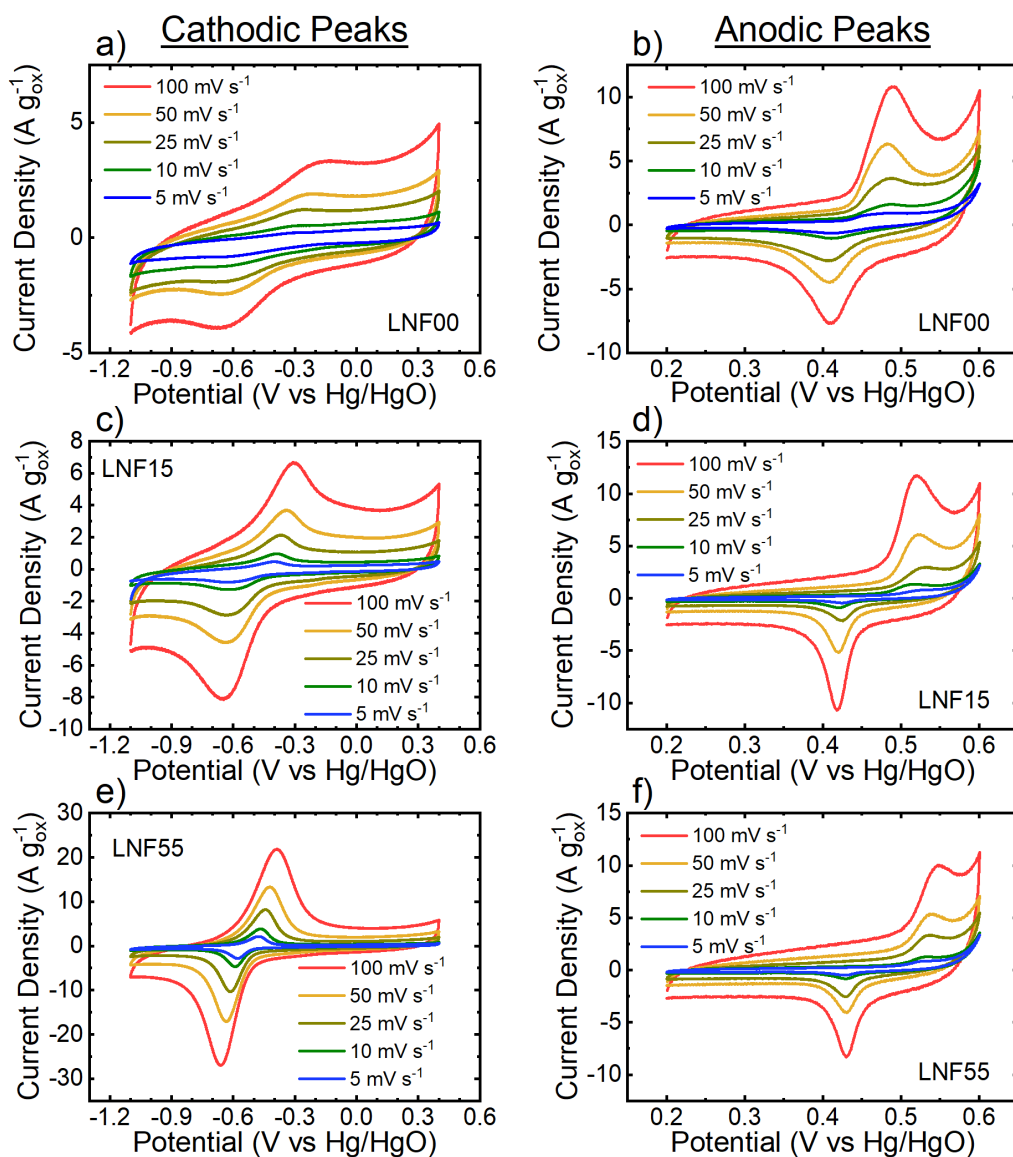 Cathodic Peaks
Anodic Peaks
a)
100 mV s⁻¹
50 mV s⁻¹
25 mV s⁻¹
10 mV s⁻¹
5 mV s⁻¹
LNF00
5
0
-5
-1.2 -0.9 -0.6 -0.3 0.0 0.3 0.6
Current Density (A g⁻¹ₒₓ)
Potential (V vs Hg/HgO)
b)
100 mV s⁻¹
50 mV s⁻¹
25 mV s⁻¹
10 mV s⁻¹
5 mV s⁻¹
LNF00
10
5
0
-5
-10
0.2 0.3 0.4 0.5 0.6
Current Density (A g⁻¹ₒₓ)
Potential (V vs Hg/HgO)
c)
LNF15
100 mV s⁻¹
50 mV s⁻¹
25 mV s⁻¹
10 mV s⁻¹
5 mV s⁻¹
8
6
4
2
0
-2
-4
-6
-8
-10
-1.2 -0.9 -0.6 -0.3 0.0 0.3 0.6
Current Density (A g⁻¹ₒₓ)
Potential (V vs Hg/HgO)
d)
100 mV s⁻¹
50 mV s⁻¹
25 mV s⁻¹
10 mV s⁻¹
5 mV s⁻¹
LNF15
15
10
5
0
-5
-10
0.2 0.3 0.4 0.5 0.6
Current Density (A g⁻¹ₒₓ)
Potential (V vs Hg/HgO)
e)
LNF55
100 mV s⁻¹
50 mV s⁻¹
25 mV s⁻¹
10 mV s⁻¹
5 mV s⁻¹
30
20
10
0
-10
-20
-30
-1.2 -0.9 -0.6 -0.3 0.0 0.3 0.6
Current Density (A g⁻¹ₒₓ)
Potential (V vs Hg/HgO)
f)
100 mV s⁻¹
50 mV s⁻¹
25 mV s⁻¹
10 mV s⁻¹
5 mV s⁻¹
LNF55
15
10
5
0
-5
-10
0.2 0.3 0.4 0.5 0.6
Current Density (A g⁻¹ₒₓ)
Potential (V vs Hg/HgO)